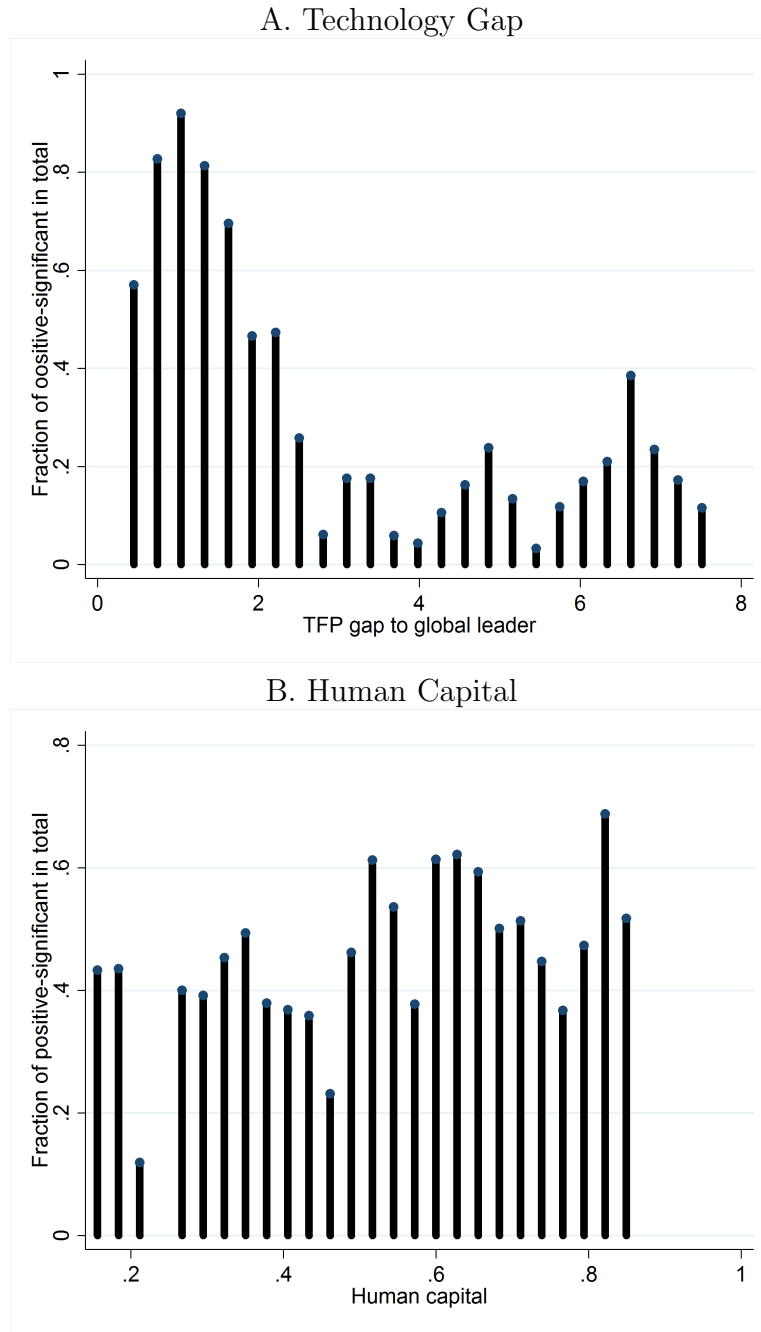 A. Technology Gap
Fraction of oositive-significant in total
1
.8
.6
.4
.2
0
0 2 4 6 8
TFP gap to global leader
B. Human Capital
Fraction of positive-significant in total
.8
.6
.4
.2
0
.2 .4 .6 .8 1
Human capital